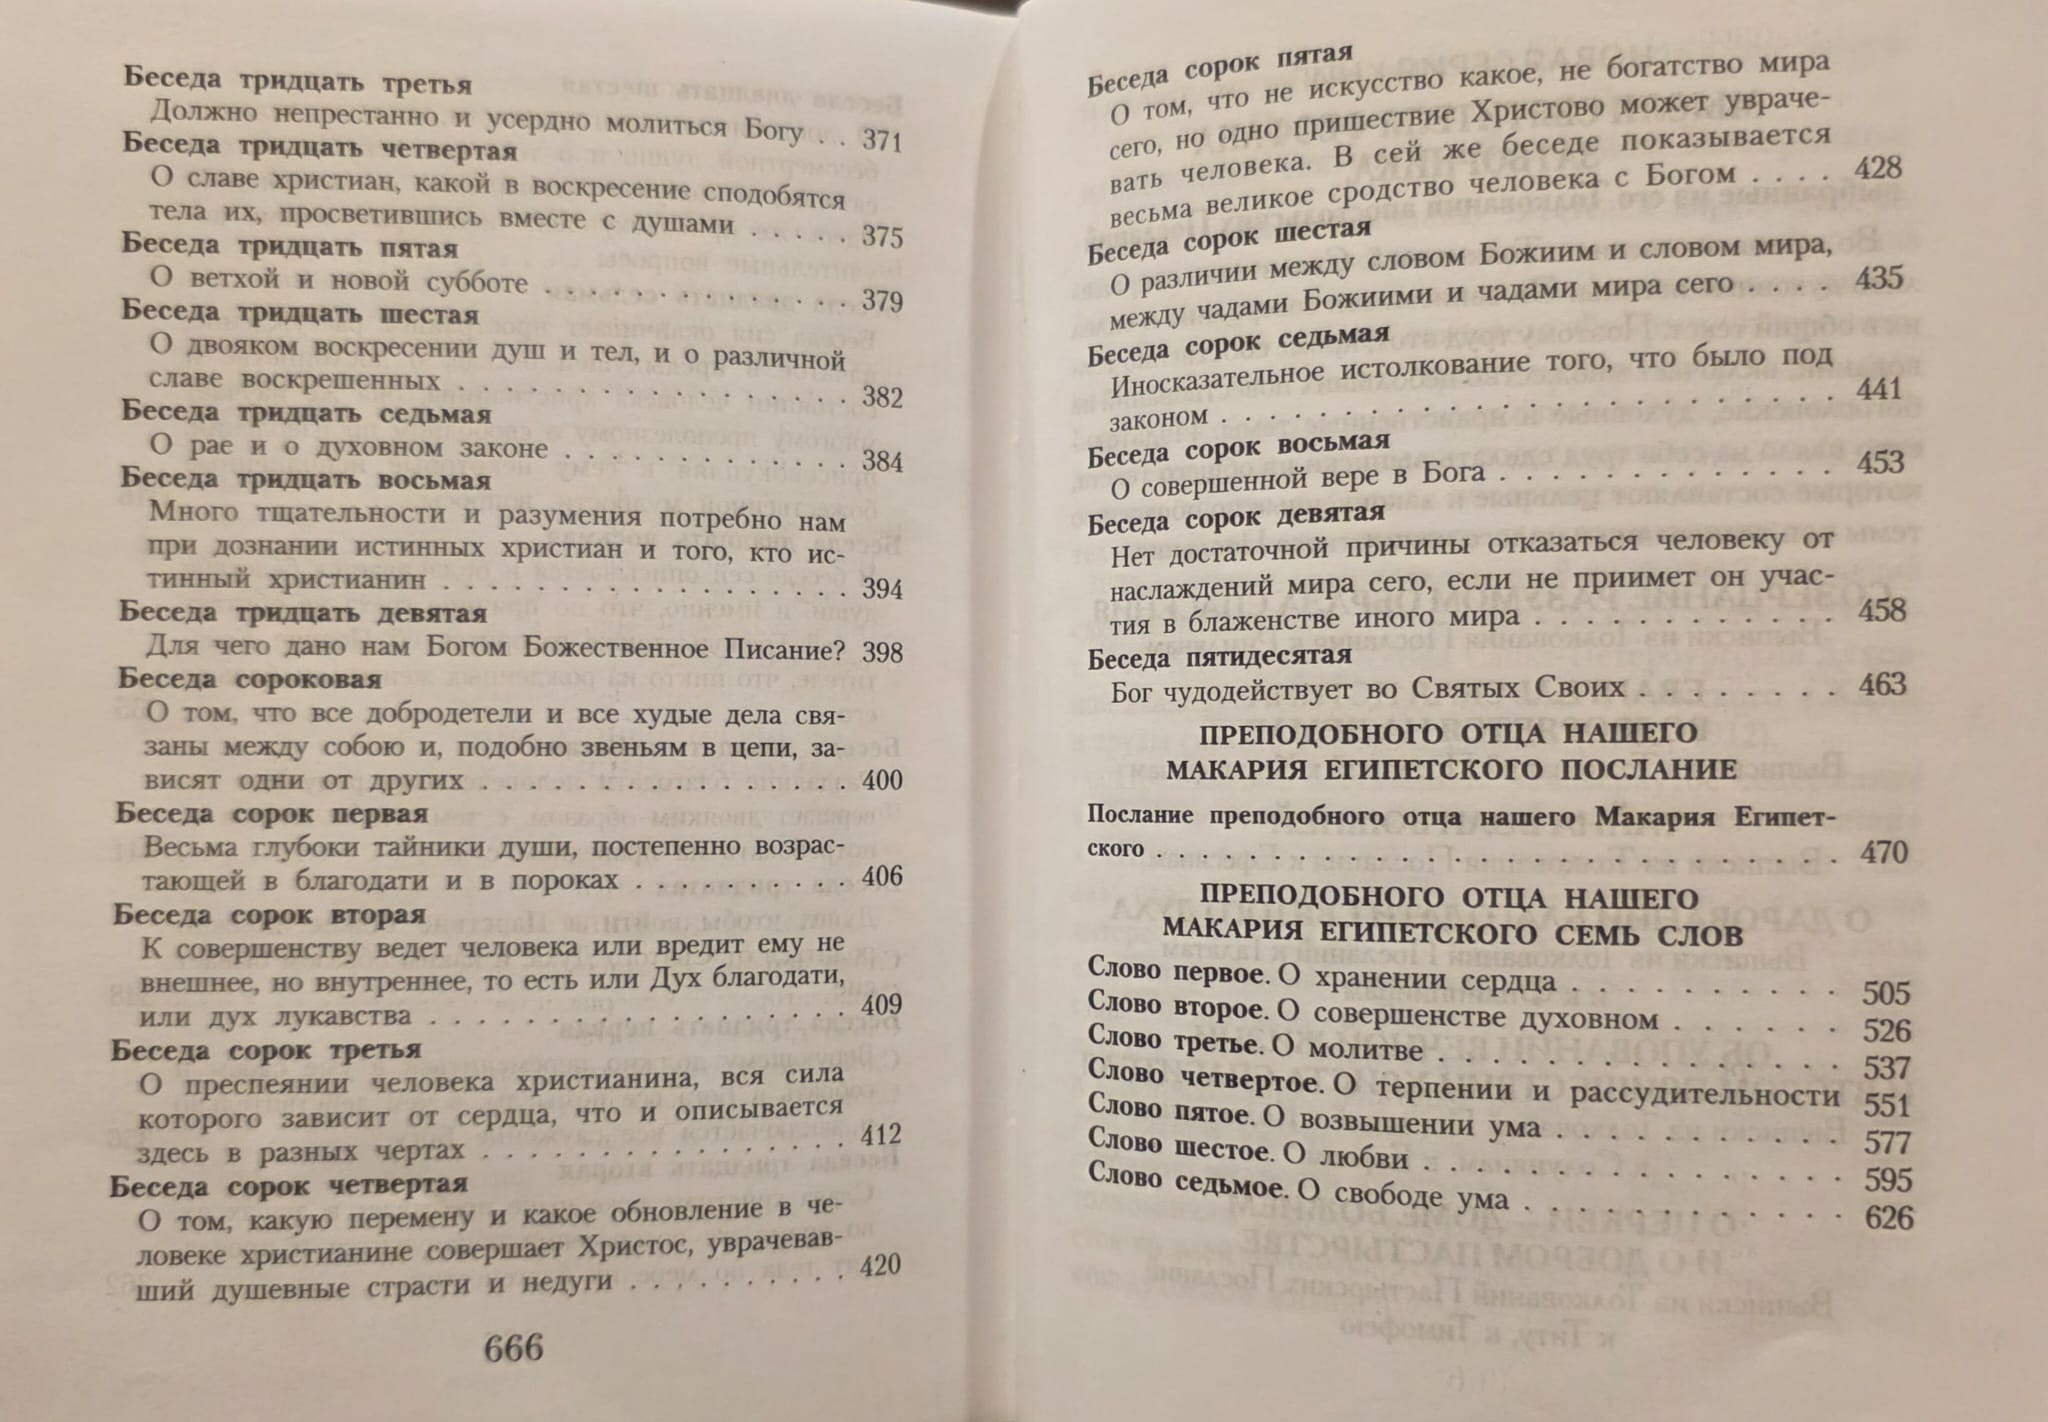 Беседа тридцать третья
Должно непрестанно и усердно молиться Богу . . 371
Беседа тридцать четвертая
О славе христиан, какой в воскресение сподобятся
тела их, просветившись вместе с душами . . . . . 375
Беседа тридцать пятая
О ветхой и новой субботе . . . . . . . . . . . . . . 379
Беседа тридцать шестая
О двояком воскресении душ и тел, и о различной
славе воскрешенных . . . . . . . . . . . . . . . . . . 382
Беседа тридцать седьмая
О рае и о духовном законе . . . . . . . . . . . . . 384
Беседа тридцать восьмая
Много тщательности и разумения потребно нам
при дознании истинных христиан и того, кто ис-
тинный христианин . . . . . . . . . . . . . . . . . . 394
Беседа тридцать девятая
Для чего дано нам Богом Божественное Писание? 398
Беседа сороковая
О том, что все добродетели и все худые дела свя-
заны между собою и, подобно звеньям в цепи, за-
висят одни от других . . . . . . . . . . . . . . . . 400
Беседа сорок первая
Весьма глубоки тайники души, постепенно возрас-
тающей в благодати и в пороках . . . . . . . . . . 406
Беседа сорок вторая
К совершенству ведет человека или вредит ему не
внешнее, но внутреннее, то есть или Дух благодати,
или дух лукавства . . . . . . . . . . . . . . . . . . 409
Беседа сорок третья
О преспеянии человека христианина, вся сила
которого зависит от сердца, что и описывается
здесь в разных чертах . . . . . . . . . . . . . . . . 412
Беседа сорок четвертая
О том, какую перемену и какое обновление в че-
ловеке христианине совершает Христос, уврачевав-
ший душевные страсти и недуги . . . . . . . . . . 420
666
Беседа сорок пятая
О том, что не искусство какое, не богатство мира
сего, но одно пришествие Христово может увраче-
вать человека. В сей же беседе показывается
весьма великое сродство человека с Богом . . . . 428
Беседа сорок шестая
О различии между словом Божиим и словом мира,
между чадами Божиими и чадами мира сего . . . . 435
Беседа сорок седьмая
Иносказательное истолкование того, что было под
законом . . . . . . . . . . . . . . . . . . . . . . . . 441
Беседа сорок восьмая
О совершенной вере в Бога . . . . . . . . . . . . . 453
Беседа сорок девятая
Нет достаточной причины отказаться человеку от
наслаждений мира сего, если не приимет он учас-
тия в блаженстве иного мира . . . . . . . . . . . . 458
Беседа пятидесятая
Бог чудодействует во Святых Своих . . . . . . . . 463
ПРЕПОДОБНОГО ОТЦА НАШЕГО
МАКАРИЯ ЕГИПЕТСКОГО ПОСЛАНИЕ
Послание преподобного отца нашего Макария Египет-
ского . . . . . . . . . . . . . . . . . . . . . . . . . . 470
ПРЕПОДОБНОГО ОТЦА НАШЕГО
МАКАРИЯ ЕГИПЕТСКОГО СЕМЬ СЛОВ
Слово первое. О хранении сердца . . . . . . . . . . 505
Слово второе. О совершенстве духовном . . . . . . 526
Слово третье. О молитве . . . . . . . . . . . . . . . 537
Слово четвертое. О терпении и рассудительности 551
Слово пятое. О возвышении ума . . . . . . . . . . . 577
Слово шестое. О любви . . . . . . . . . . . . . . . . 595
Слово седьмое. О свободе ума . . . . . . . . . . . . 626